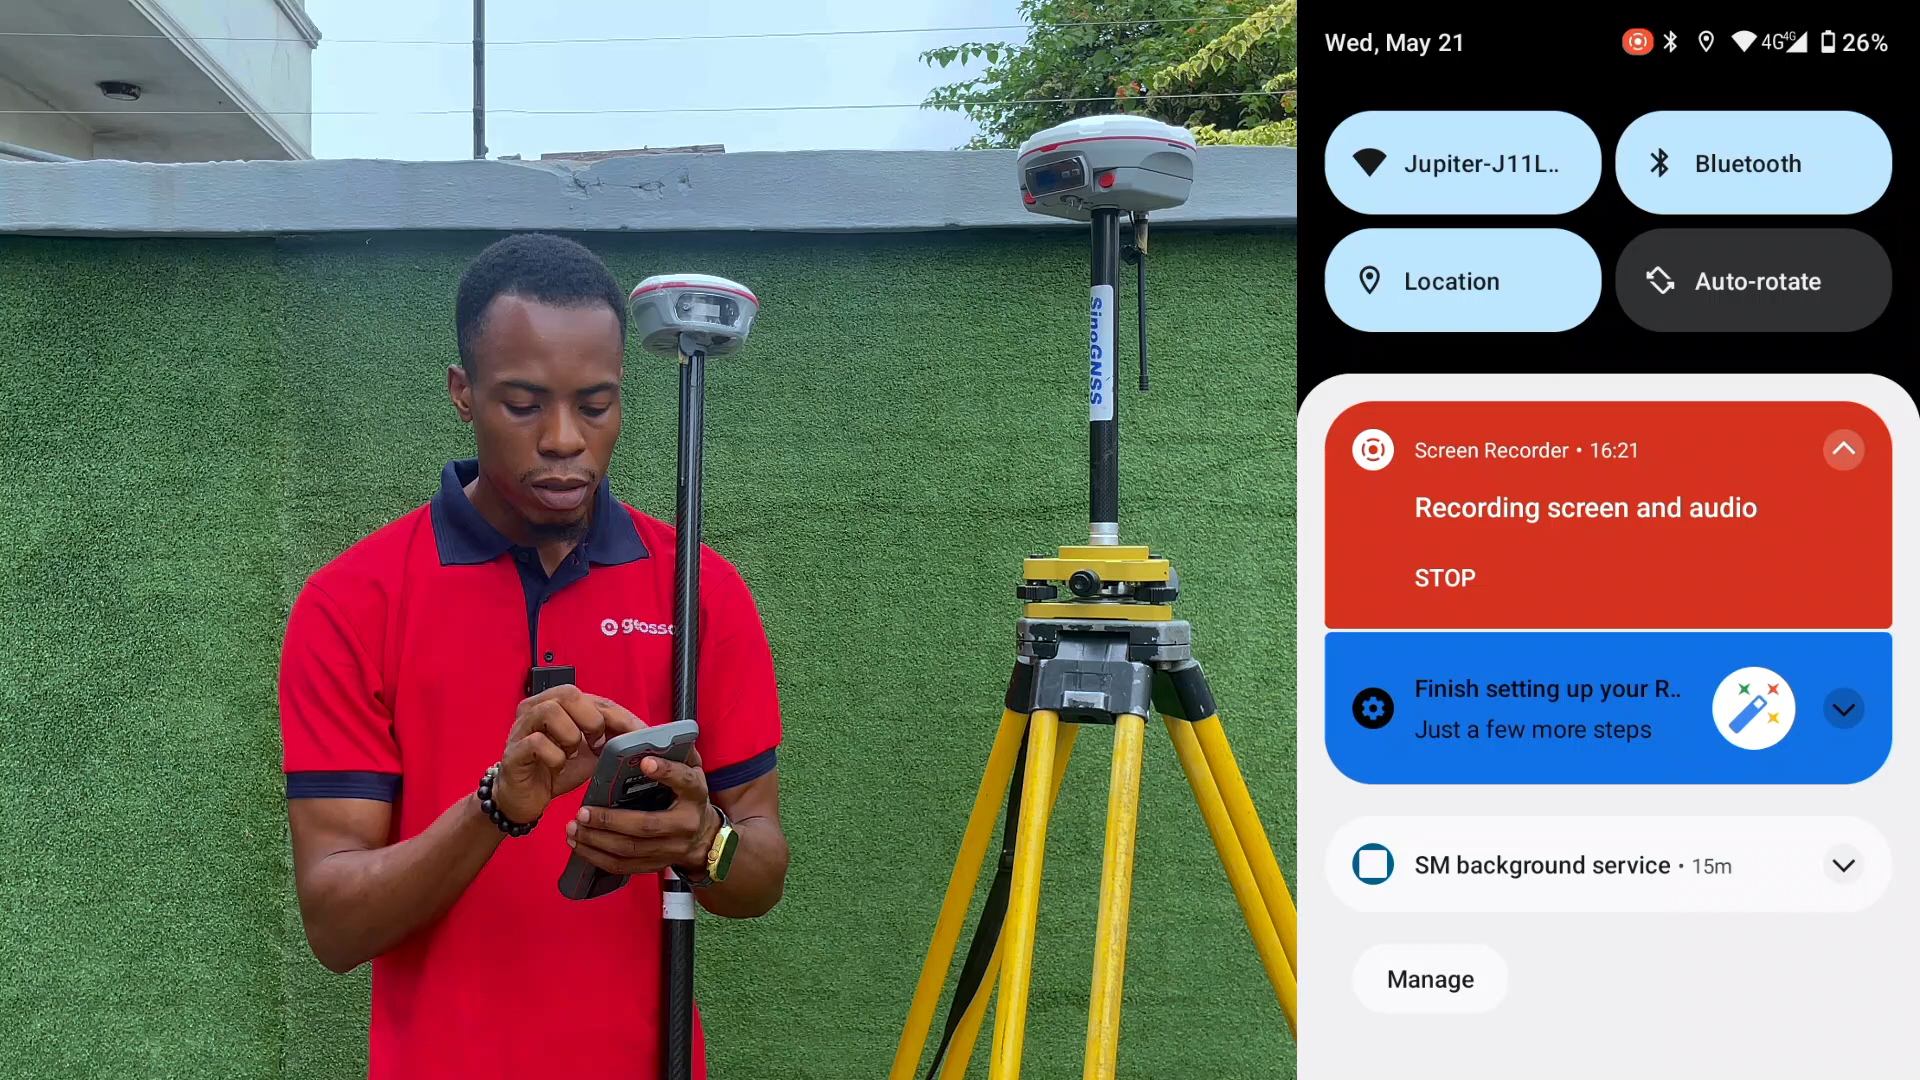 Wed, May 21
4G 4G
26%
Jupiter-J11L..
Bluetooth
Location
Auto-rotate
Screen Recorder • 16:21
Recording screen and audio
STOP
Finish setting up your R..
Just a few more steps
SM background service • 15m
Manage
SinoGNSS